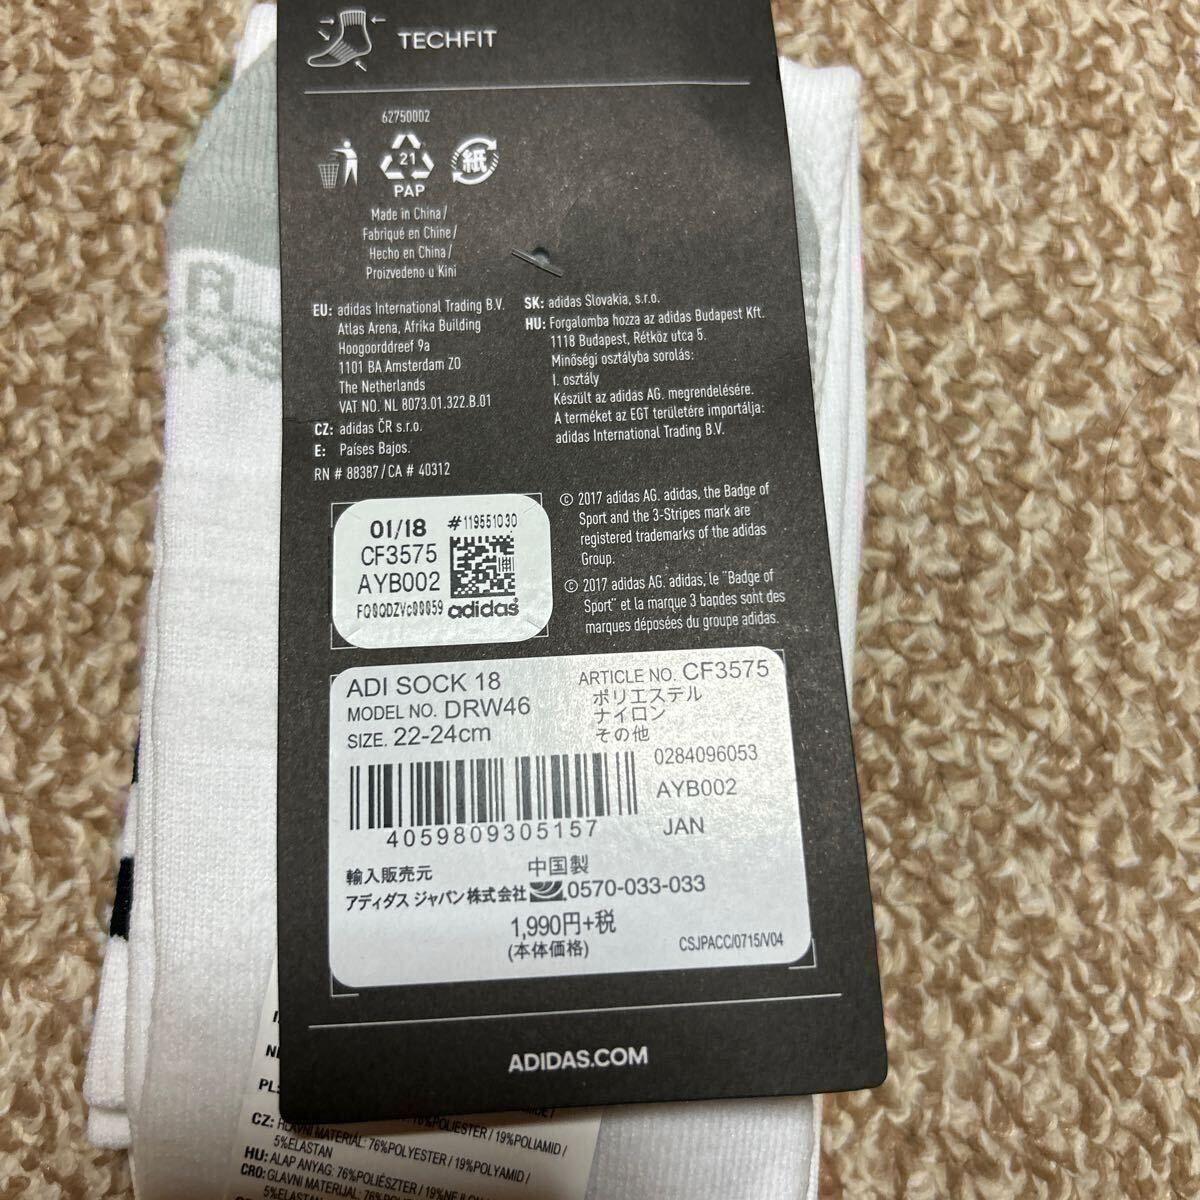 TECHFIT
62750002
21
PAP
紙
Made in China /
Fabriqué en Chine /
Hecho en China /
Proizvedeno u Kini
EU: adidas International Trading B.V.
Atlas Arena, Afrika Building
Hoogoorddreef 9a
1101 BA Amsterdam ZO
The Netherlands
VAT NO. NL 8073.01.322.B.01
CZ: adidas ČR s.r.o.
E: Países Bajos.
RN # 88387 / CA # 40312
SK: adidas Slovakia, s.r.o.
HU: Forgalomba hozza az adidas Budapest Kft.
1118 Budapest, Rétköz utca 5.
Minőségi osztályba sorolás:
I. osztály
Készült az adidas AG. megrendelésére.
A terméket az EGT területére importálja:
adidas International Trading B.V.
© 2017 adidas AG. adidas, the Badge of
Sport and the 3-Stripes mark are
registered trademarks of the adidas
Group.
© 2017 adidas AG. adidas, le "Badge of
Sport" et la marque 3 bandes sont des
marques déposées du groupe adidas.
01/18 #119551030
CF3575
AYB002
FQ0QDZVc00059 adidas
ADI SOCK 18
MODEL NO. DRW46
SIZE. 22-24cm
ARTICLE NO. CF3575
ポリエステル
ナイロン
その他
0284096053
AYB002
JAN
4059809305157
輸入販売元 中国製
アディダス ジャパン株式会社 0570-033-033
1,990円+税
(本体価格)
CSJPACC/0715/V04
ADIDAS.COM
R
CZ: HLAVNÍ MATERIÁL: 76%POLYESTER / 19%POLYAMID /
5%ELASTAN
HU: ALAP ANYAG: 76%POLIÉSZTER /
CRO: GLAVNI MATERIJAL:
5%ELASTAN